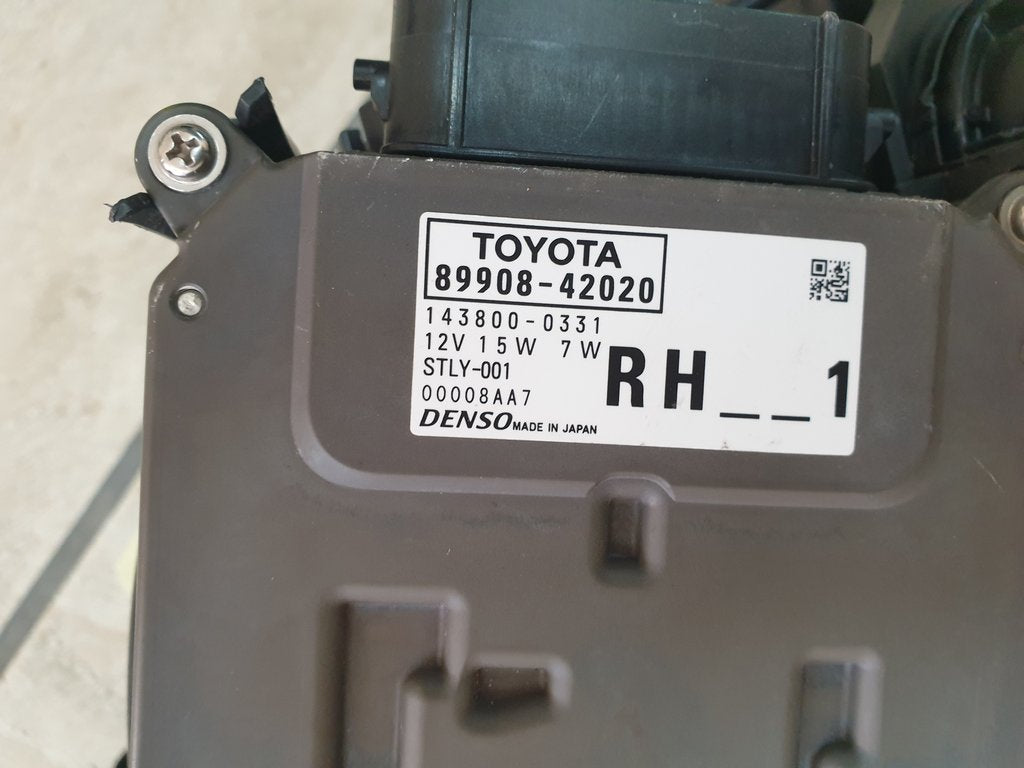 TOYOTA
89908-42020
143800-0331
12V 15W 7W
STLY-001
RH__1
00008AA7
DENSO MADE IN JAPAN